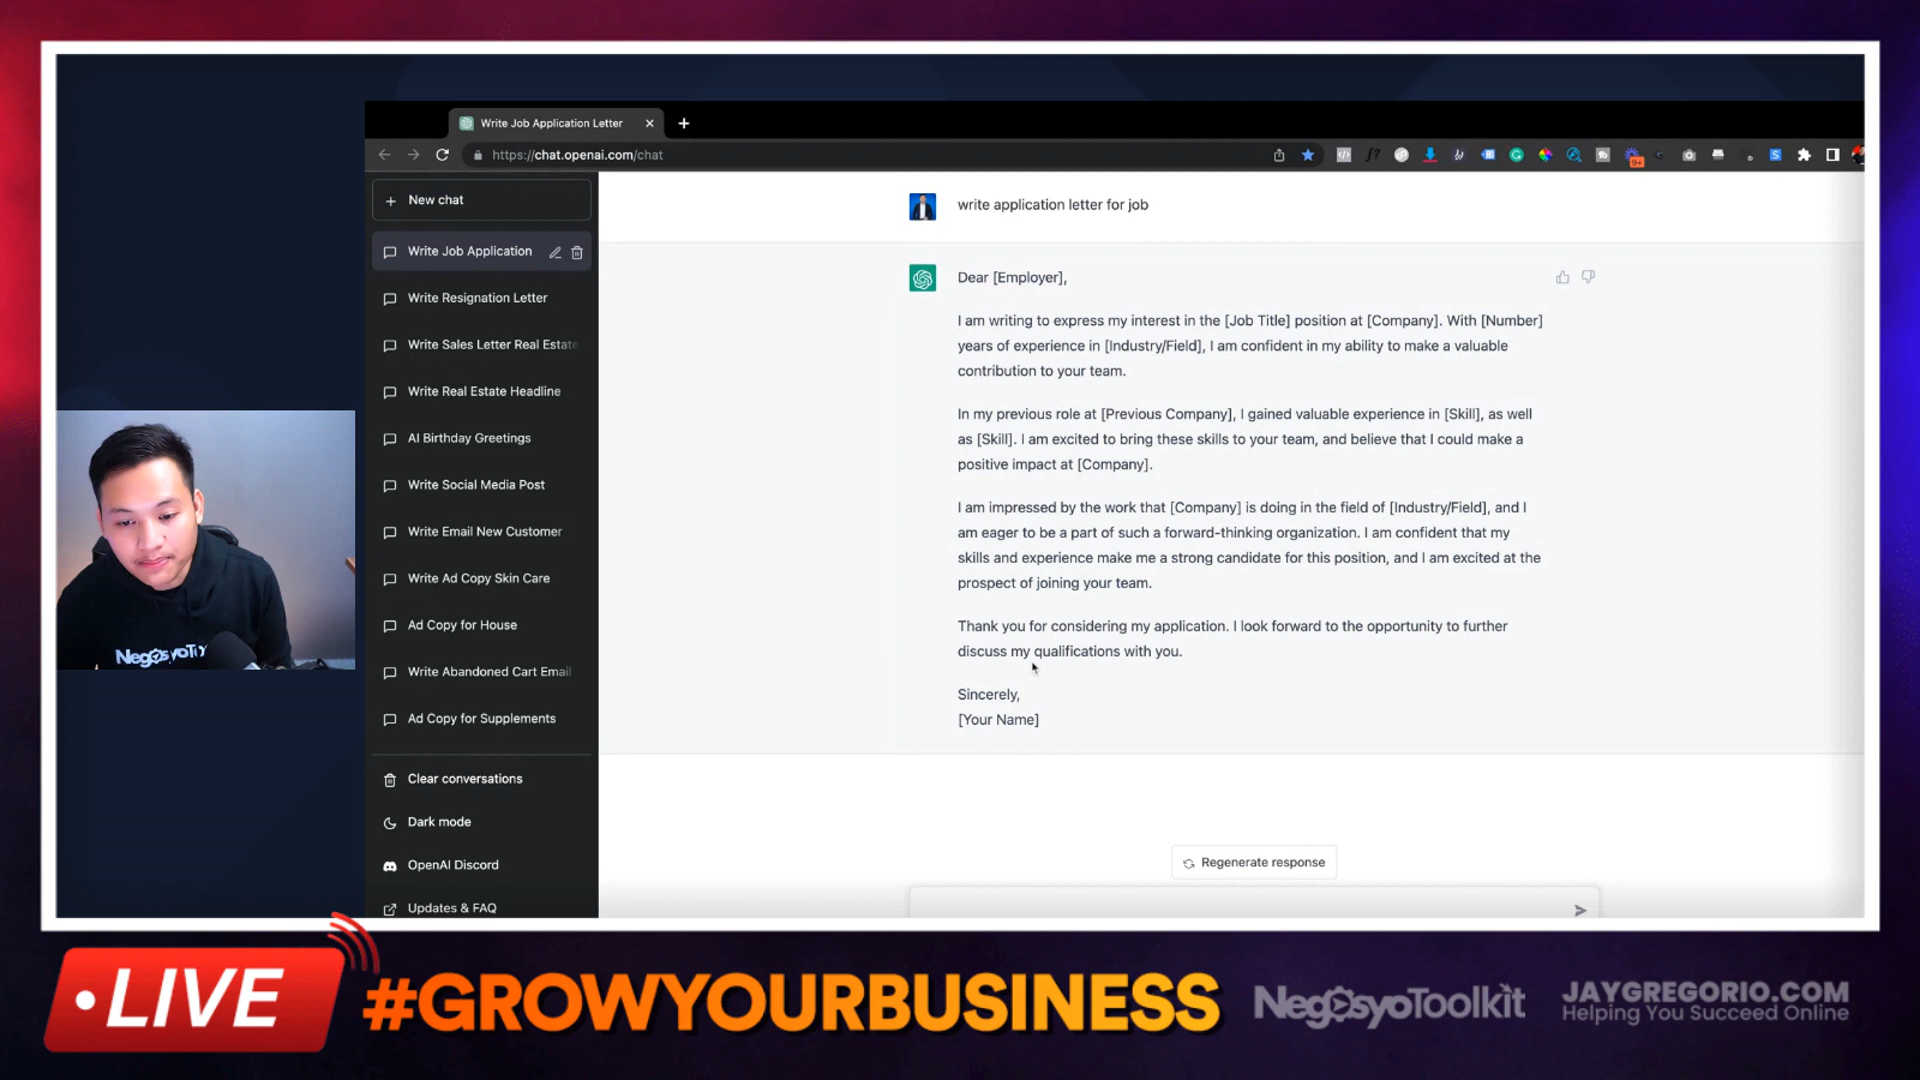 Write Job Application Letter
https://chat.openai.com/chat
9+
New chat
Write Job Application
Write Resignation Letter
Write Sales Letter Real Estate
Write Real Estate Headline
AI Birthday Greetings
Write Social Media Post
Write Email New Customer
Write Ad Copy Skin Care
Ad Copy for House
Write Abandoned Cart Email
Ad Copy for Supplements
Clear conversations
Dark mode
OpenAI Discord
Updates & FAQ
write application letter for job
Dear [Employer],
I am writing to express my interest in the [Job Title] position at [Company]. With [Number]
years of experience in [Industry/Field], I am confident in my ability to make a valuable
contribution to your team.
In my previous role at [Previous Company], I gained valuable experience in [Skill], as well
as [Skill]. I am excited to bring these skills to your team, and believe that I could make a
positive impact at [Company].
I am impressed by the work that [Company] is doing in the field of [Industry/Field], and I
am eager to be a part of such a forward-thinking organization. I am confident that my
skills and experience make me a strong candidate for this position, and I am excited at the
prospect of joining your team.
Thank you for considering my application. I look forward to the opportunity to further
discuss my qualifications with you.
Sincerely,
[Your Name]
Regenerate response
LIVE
#GROWYOURBUSINESS
NegosyoToolkit
JAYGREGORIO.COM
Helping You Succeed Online